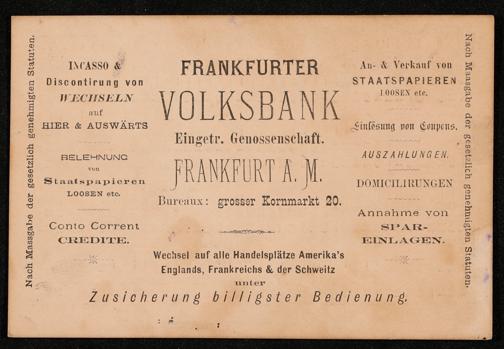 Nach Massgabe der gesetzlich genehmigten Statuten.
INCASSO &
Discontirung von
WECHSELN
auf
HIER & AUSWÄRTS
BELEHNUNG
von
Staatspapieren
LOOSEN etc.
Conto Corrent
CREDITE.
FRANKFURTER
VOLKSBANK
Eingetr. Genossenschaft.
FRANKFURT A. M.
Bureaux: grosser Kornmarkt 20.
Wechsel auf alle Handelsplätze Amerika's
Englands, Frankreichs & der Schweitz
unter
Zusicherung billigster Bedienung.
An- & Verkauf von
STAATSPAPIEREN
LOOSEN etc.
Einlösung von Coupons.
AUSZAHLUNGEN.
DOMICILIRUNGEN
Annahme von
SPAR-
EINLAGEN.
Nach Massgabe der gesetzlich genehmigten Statuten.